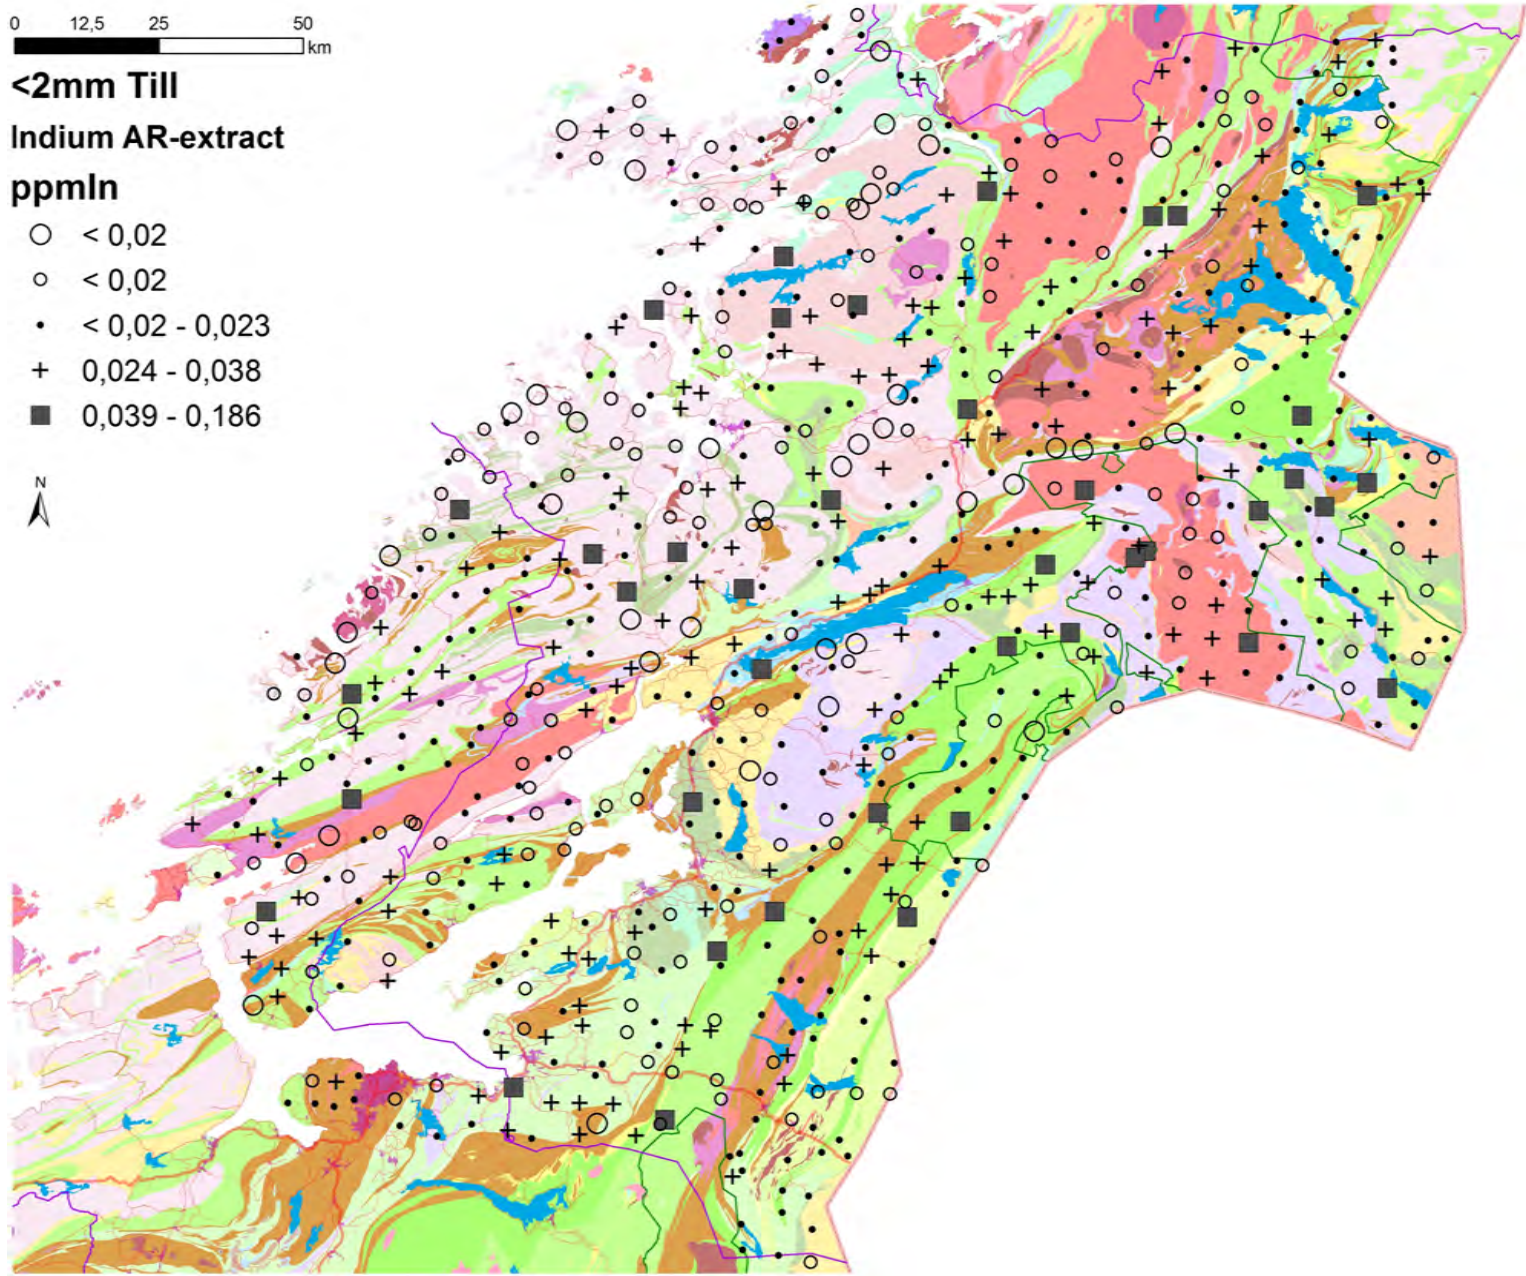 0 12,5 25 50
km
<2mm Till
Indium AR-extract
ppmIn
< 0,02
< 0,02
< 0,02 - 0,023
0,024 - 0,038
0,039 - 0,186
N